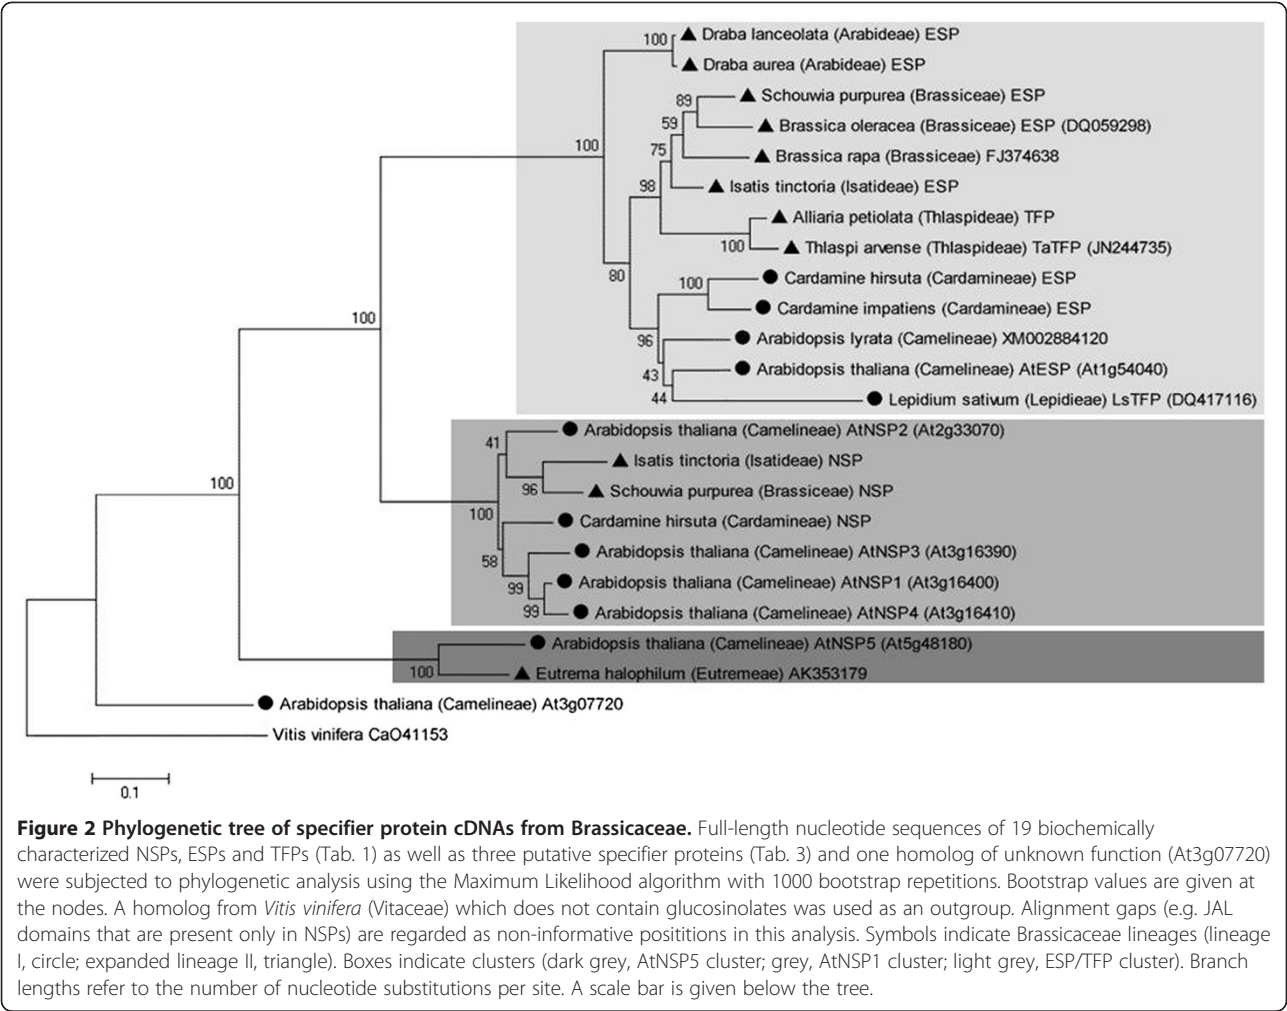 100
Draba lanceolata (Arabideae) ESP
Draba aurea (Arabideae) ESP
89
Schouwia purpurea (Brassiceae) ESP
59
Brassica oleracea (Brassiceae) ESP (DQ059298)
100
75
Brassica rapa (Brassiceae) FJ374638
98
Isatis tinctoria (Isatideae) ESP
Alliaria petiolata (Thlaspideae) TFP
100
Thlaspi arvense (Thlaspideae) TaTFP (JN244735)
80
100
Cardamine hirsuta (Cardamineae) ESP
Cardamine impatiens (Cardamineae) ESP
100
96
Arabidopsis lyrata (Camelineae) XM002884120
43
Arabidopsis thaliana (Camelineae) AtESP (At1g54040)
44
Lepidium sativum (Lepidieae) LsTFP (DQ417116)
41
Arabidopsis thaliana (Camelineae) AtNSP2 (At2g33070)
Isatis tinctoria (Isatideae) NSP
100
96
Schouwia purpurea (Brassiceae) NSP
100
Cardamine hirsuta (Cardamineae) NSP
58
Arabidopsis thaliana (Camelineae) AtNSP3 (At3g16390)
99
Arabidopsis thaliana (Camelineae) AtNSP1 (At3g16400)
99
Arabidopsis thaliana (Camelineae) AtNSP4 (At3g16410)
Arabidopsis thaliana (Camelineae) AtNSP5 (At5g48180)
100
Eutrema halophilum (Eutremeae) AK353179
Arabidopsis thaliana (Camelineae) At3g07720
Vitis vinifera CaO41153
0.1
Figure 2 Phylogenetic tree of specifier protein cDNAs from Brassicaceae. Full-length nucleotide sequences of 19 biochemically
characterized NSPs, ESPs and TFPs (Tab. 1) as well as three putative specifier proteins (Tab. 3) and one homolog of unknown function (At3g07720)
were subjected to phylogenetic analysis using the Maximum Likelihood algorithm with 1000 bootstrap repetitions. Bootstrap values are given at
the nodes. A homolog from Vitis vinifera (Vitaceae) which does not contain glucosinolates was used as an outgroup. Alignment gaps (e.g. JAL
domains that are present only in NSPs) are regarded as non-informative posititions in this analysis. Symbols indicate Brassicaceae lineages (lineage
I, circle; expanded lineage II, triangle). Boxes indicate clusters (dark grey, AtNSP5 cluster; grey, AtNSP1 cluster; light grey, ESP/TFP cluster). Branch
lengths refer to the number of nucleotide substitutions per site. A scale bar is given below the tree.